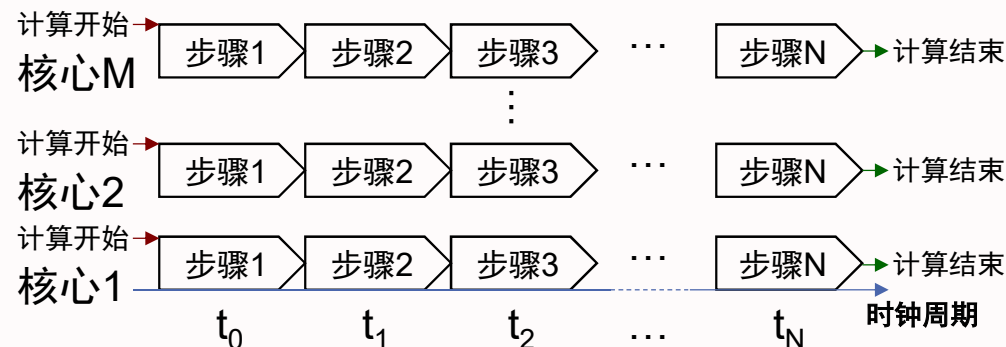 计算开始
核心M
步骤1 步骤2 步骤3 … 步骤N
计算结束
⋮
计算开始
核心2
步骤1 步骤2 步骤3 … 步骤N
计算结束
计算开始
核心1
步骤1 步骤2 步骤3 … 步骤N
计算结束
时钟周期
t0 t1 t2 … tN